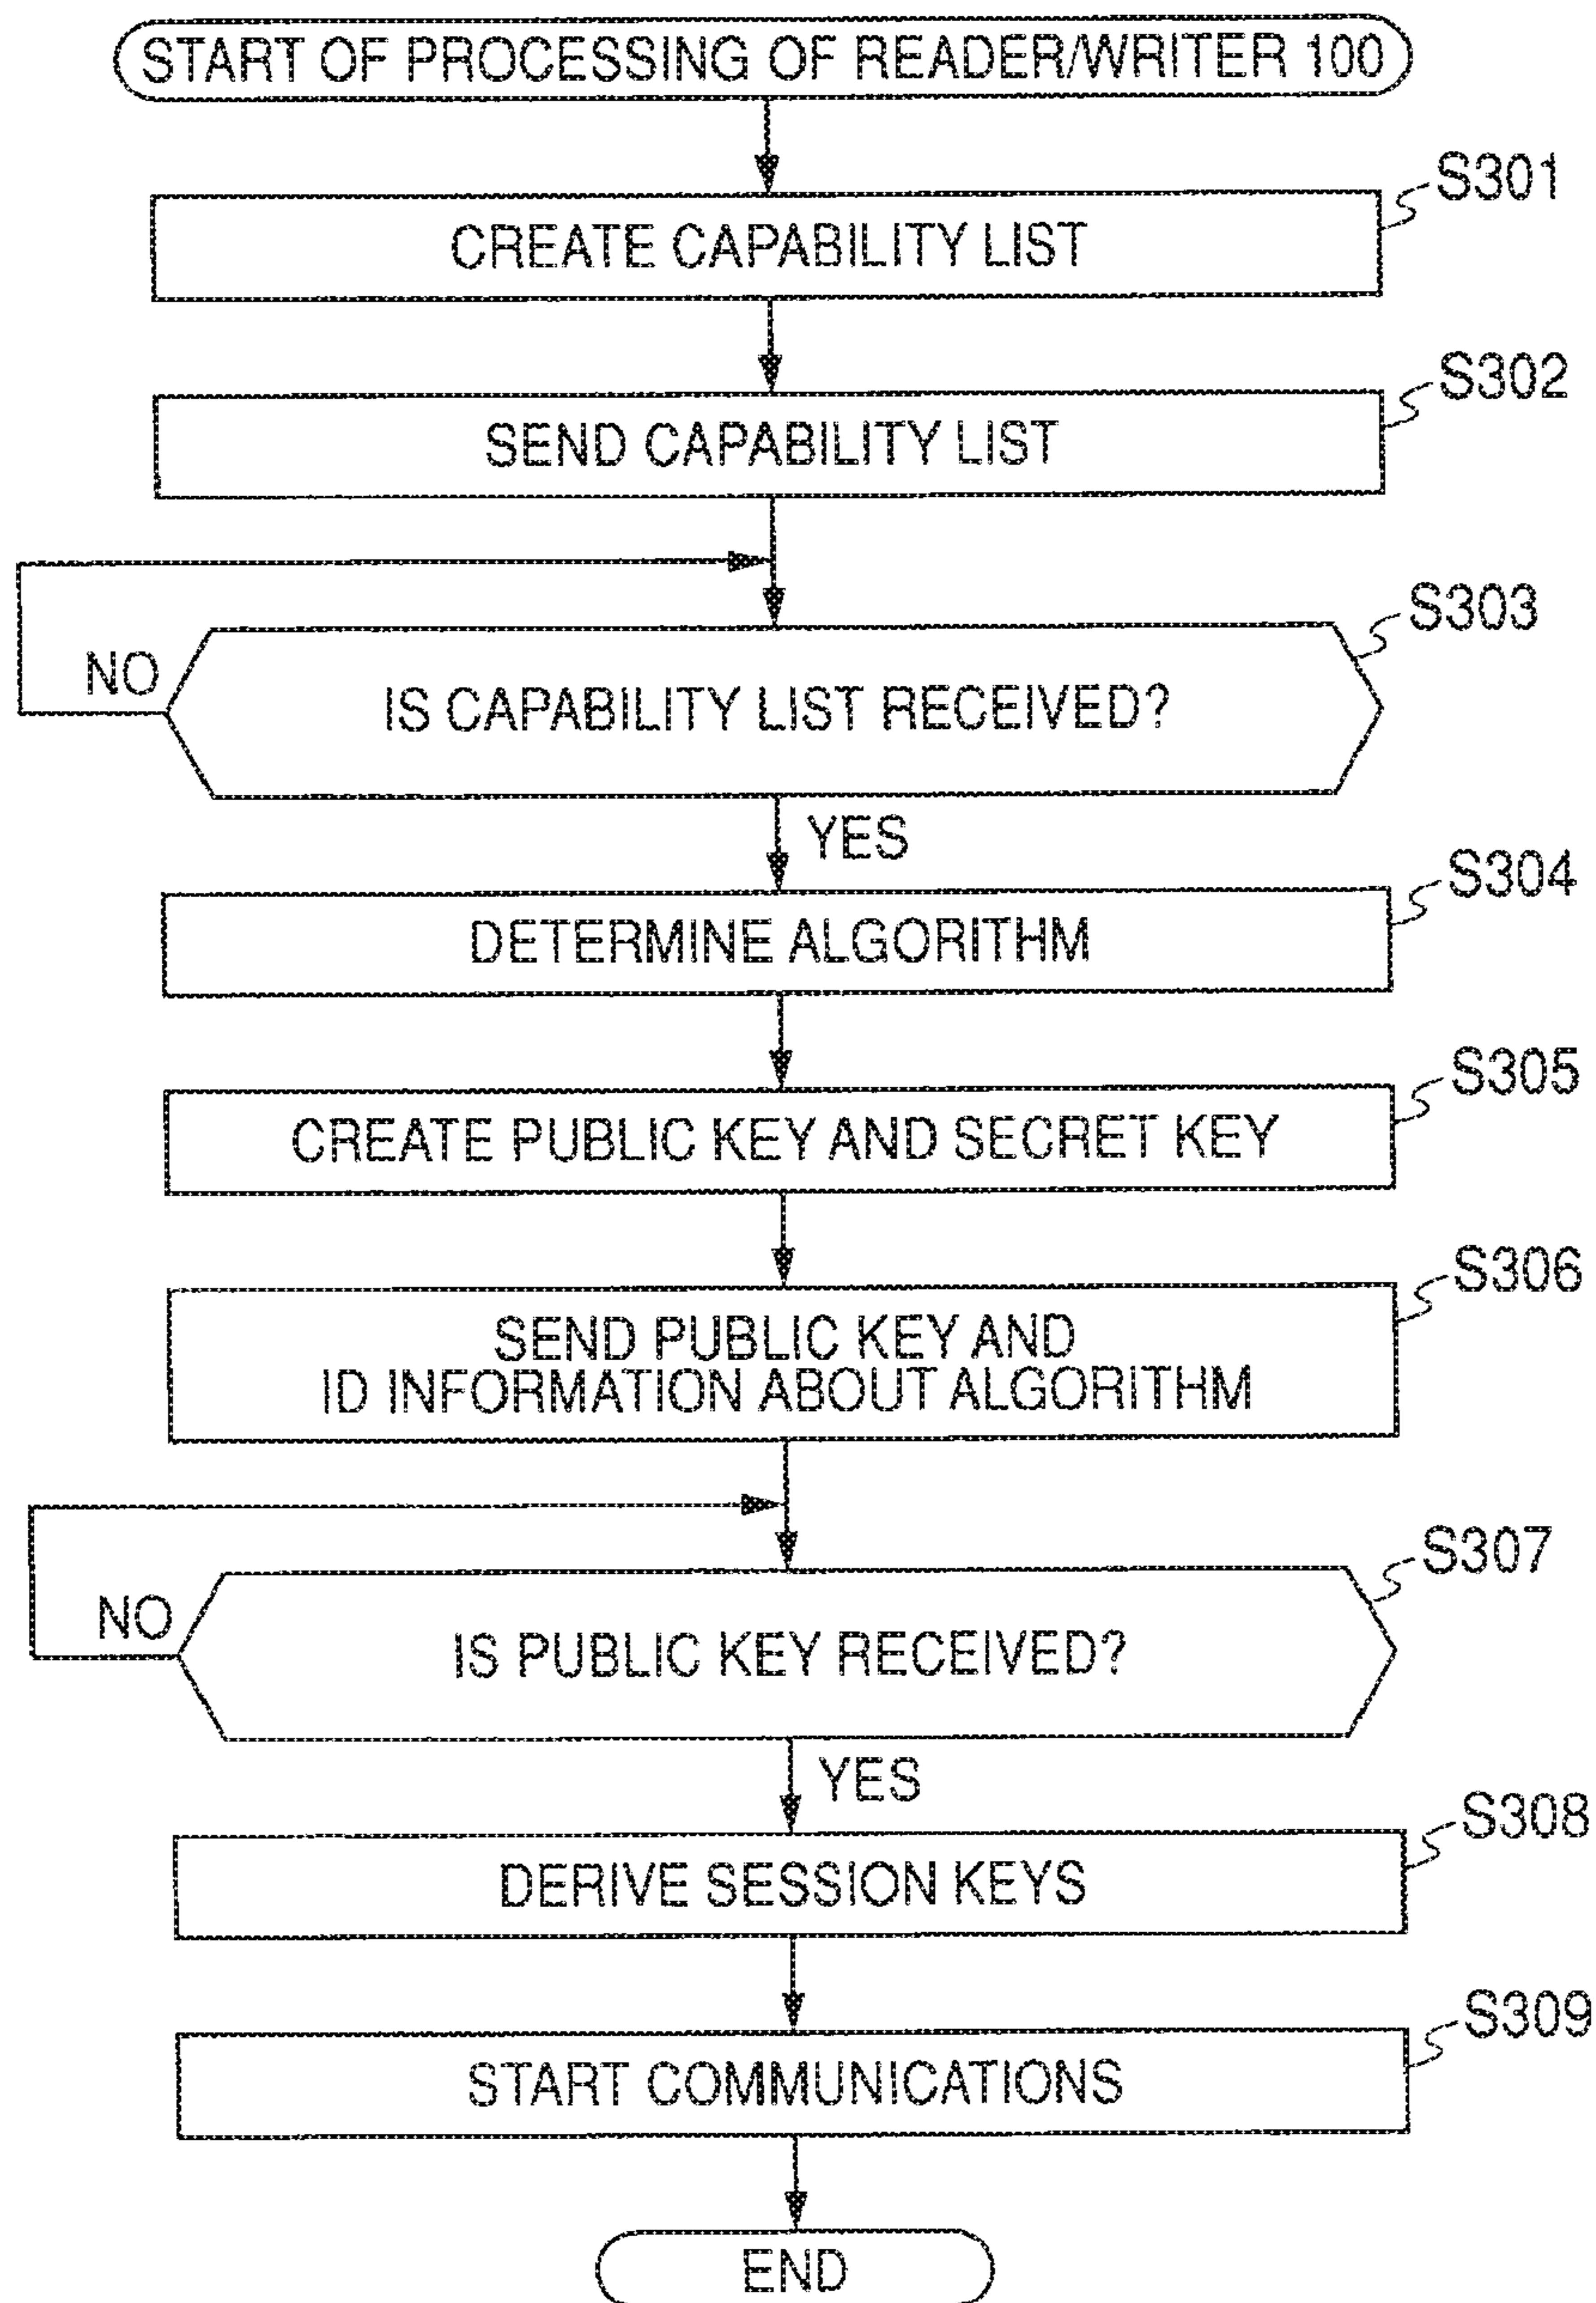 START OF PROCESSING OF READER/WRITER 100
S301
CREATE CAPABILITY LIST
S302
SEND CAPABILITY LIST
S303
NO
IS CAPABILITY LIST RECEIVED?
YES
S304
DETERMINE ALGORITHM
S305
CREATE PUBLIC KEY AND SECRET KEY
S306
SEND PUBLIC KEY AND
ID INFORMATION ABOUT ALGORITHM
S307
NO
IS PUBLIC KEY RECEIVED?
YES
S308
DERIVE SESSION KEYS
S309
START COMMUNICATIONS
END